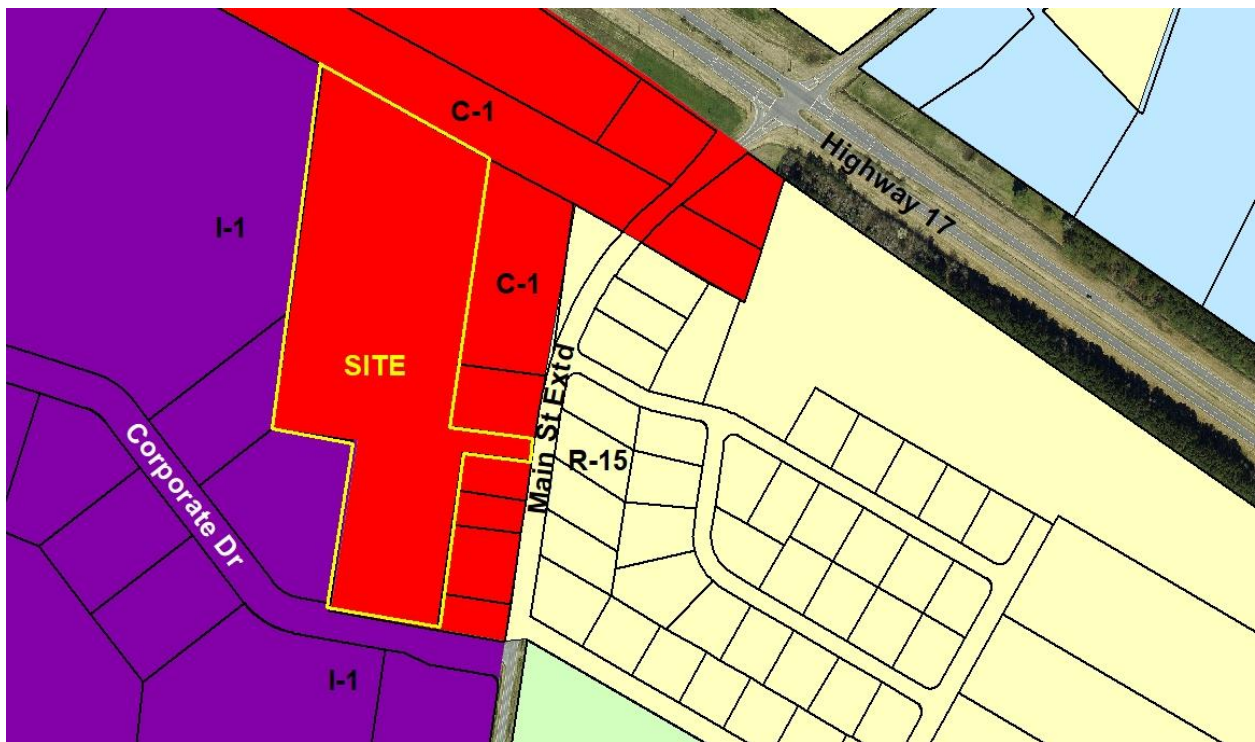 C-1
Highway 17
I-1
C-1
SITE
Main St Extd
R-15
Corporate Dr
I-1